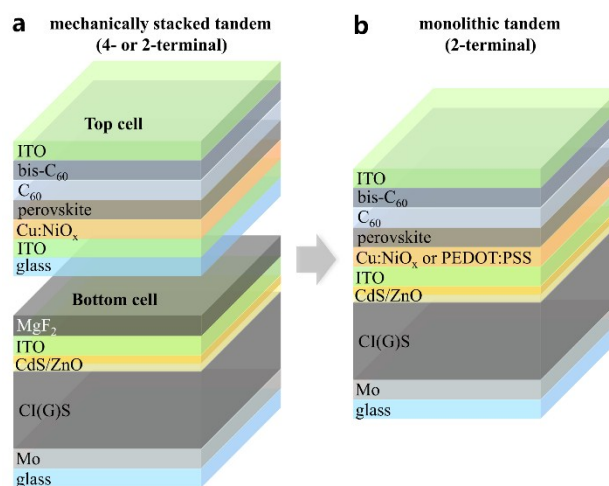 a
mechanically stacked tandem
(4- or 2-terminal)
Top cell
ITO
bis-C₆₀
C₆₀
perovskite
Cu:NiOₓ
ITO
glass
Bottom cell
MgF₂
ITO
CdS/ZnO
CI(G)S
Mo
glass
b
monolithic tandem
(2-terminal)
ITO
bis-C₆₀
C₆₀
perovskite
Cu:NiOₓ or PEDOT:PSS
ITO
CdS/ZnO
CI(G)S
Mo
glass